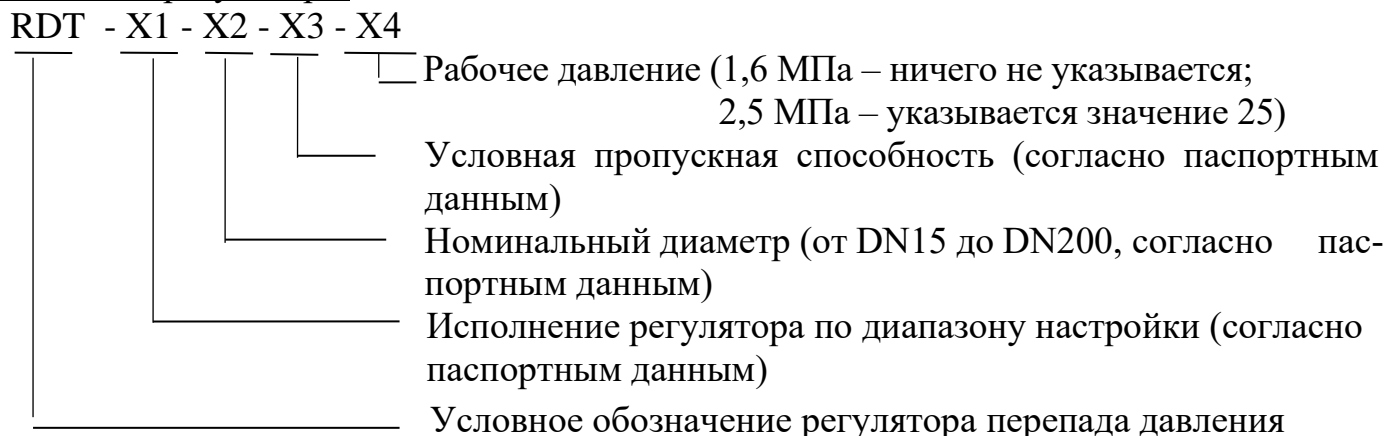 RDT - X1 - X2 - X3 - X4
Рабочее давление (1,6 МПа – ничего не указывается;
2,5 МПа – указывается значение 25)
Условная пропускная способность (согласно паспортным
данным)
Номинальный диаметр (от DN15 до DN200, согласно пас-
портным данным)
Исполнение регулятора по диапазону настройки (согласно
паспортным данным)
Условное обозначение регулятора перепада давления